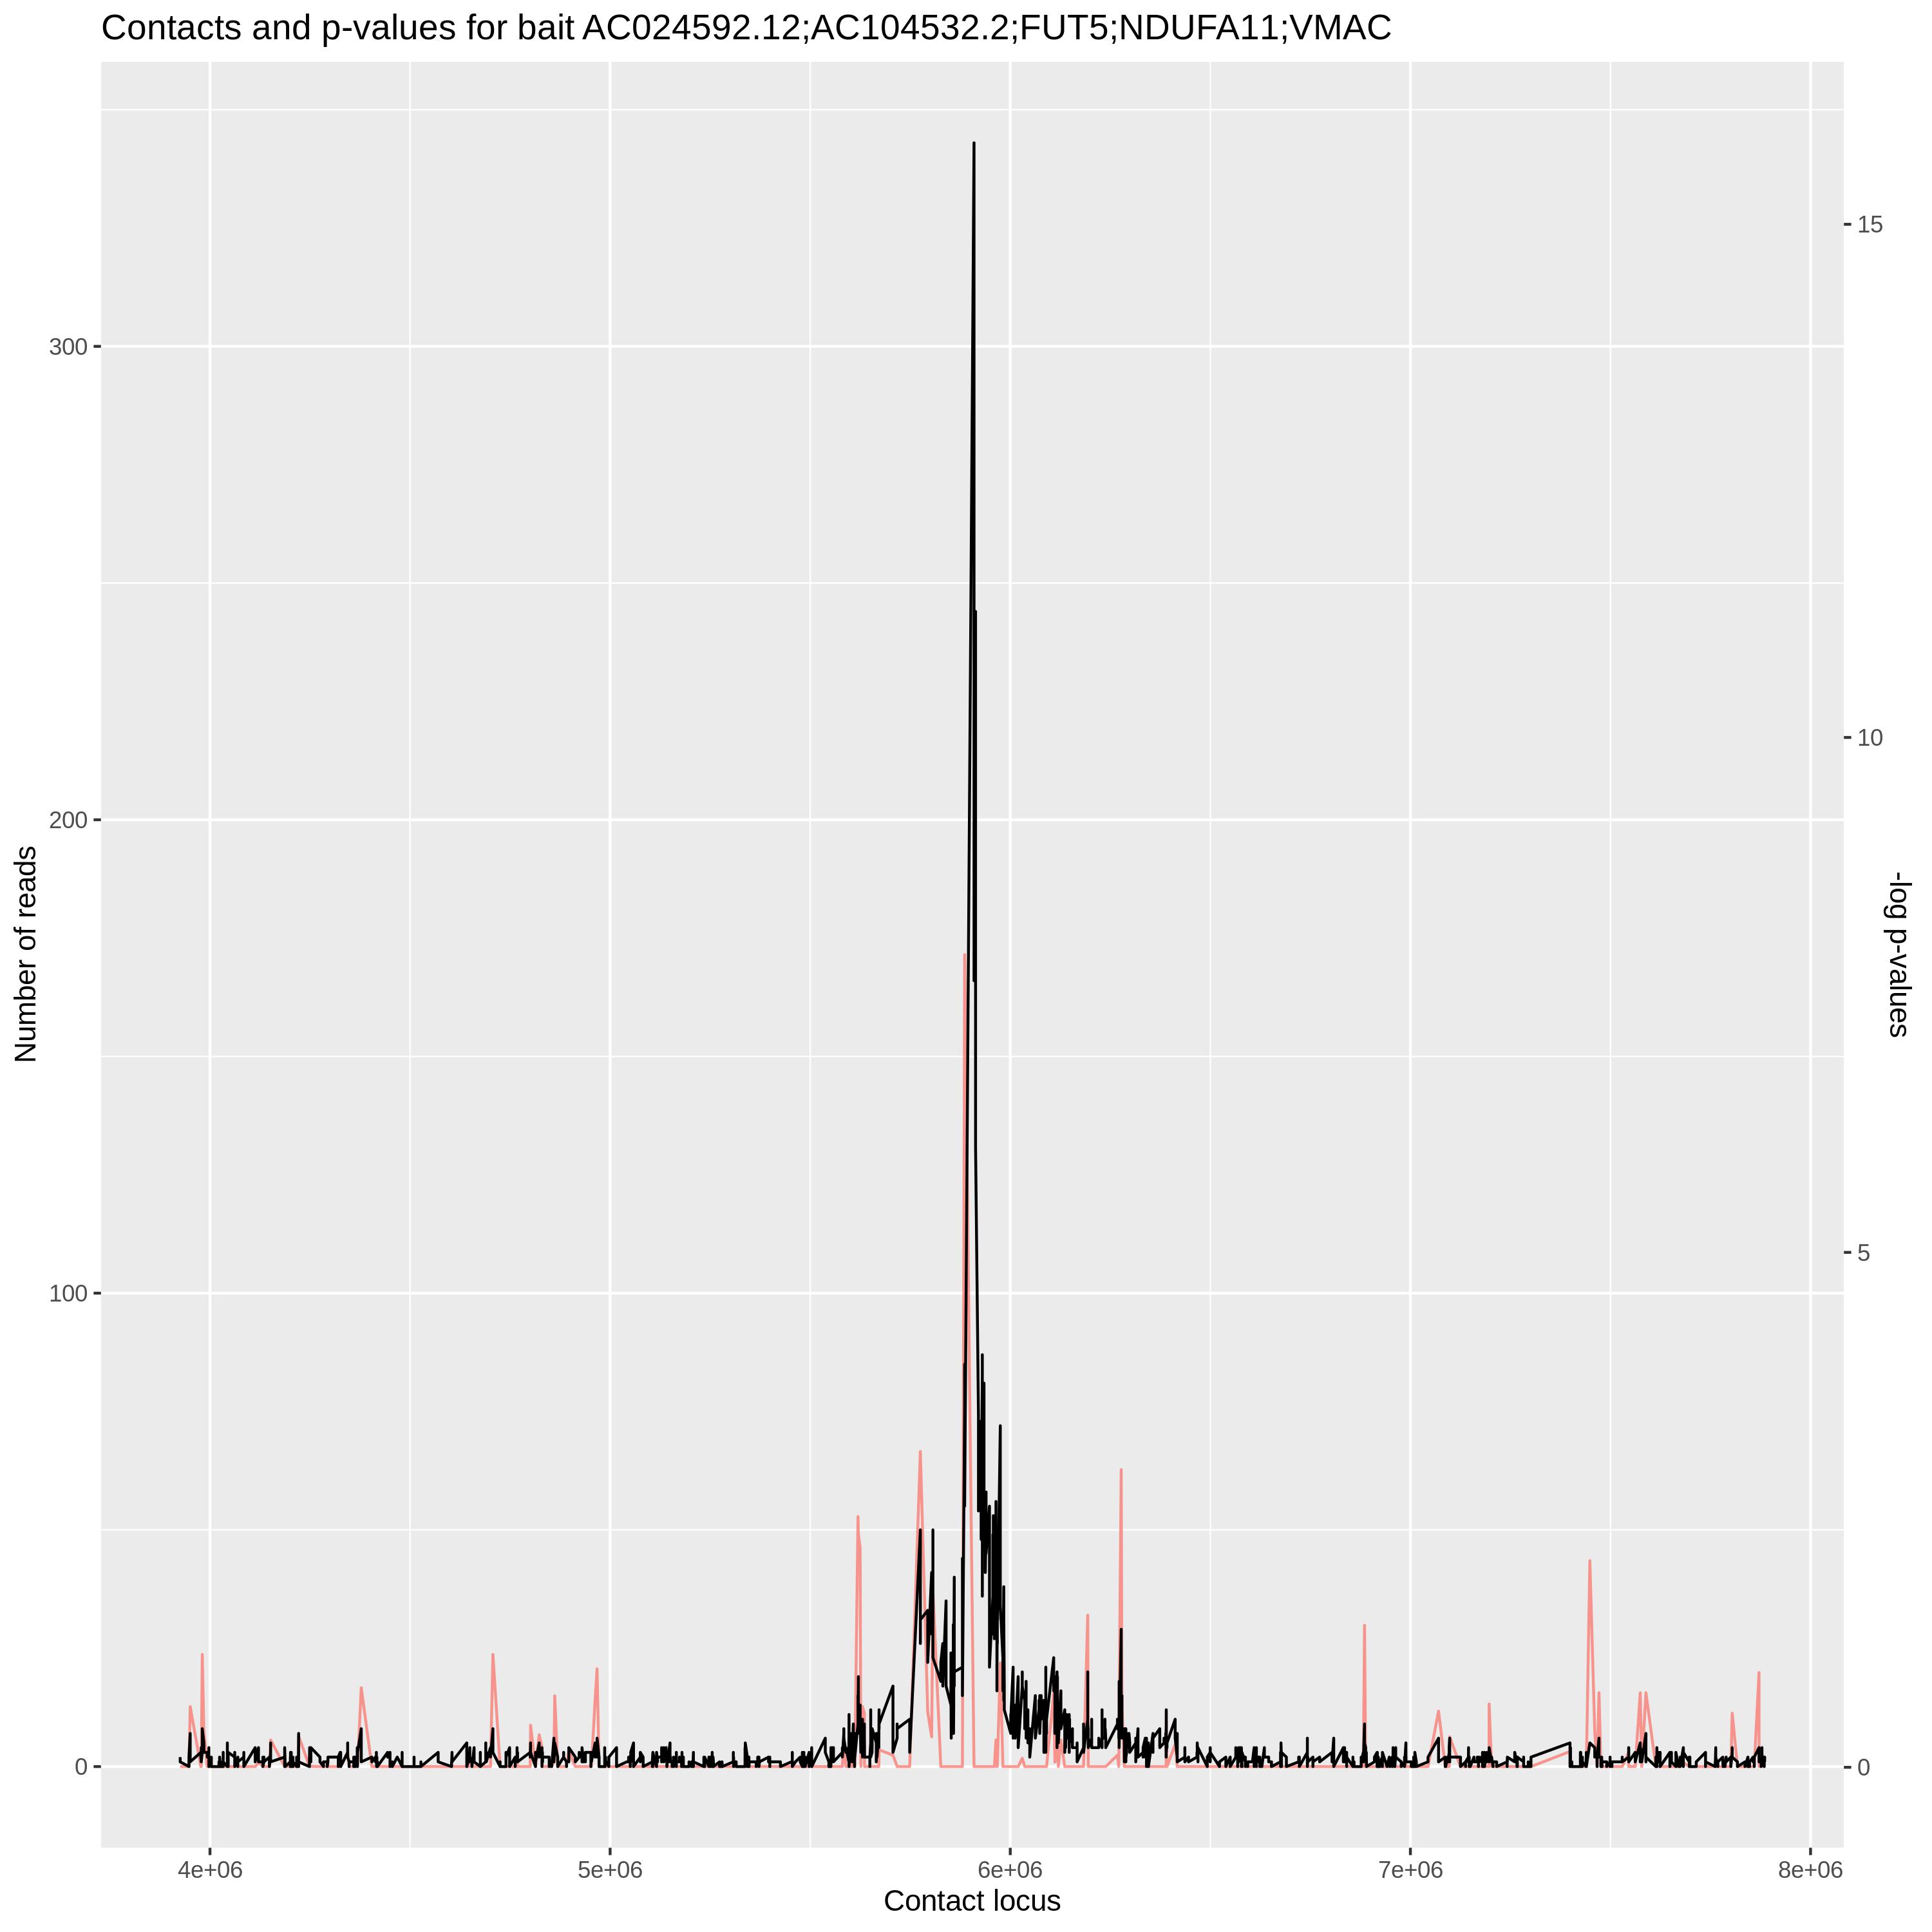 Contacts and p-values for bait AC024592.12;AC104532.2;FUT5;NDUFA11;VMAC
300
200
100
0
Number of reads
15
10
5
0
-log p-values
4e+06
5e+06
6e+06
7e+06
8e+06
Contact locus